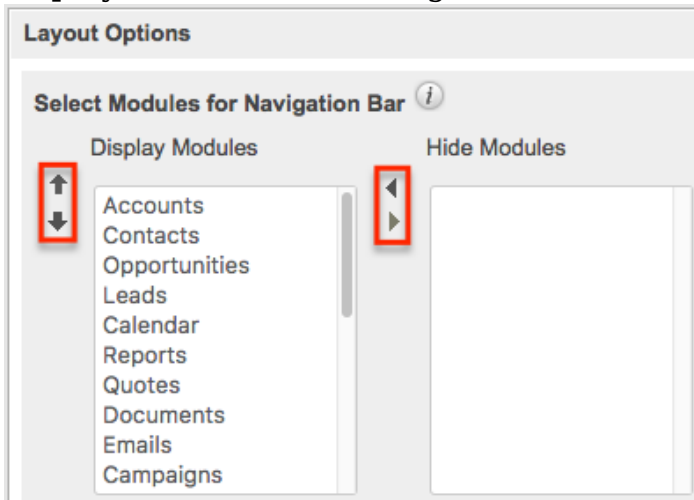 Layout Options
Select Modules for Navigation Bar i
Display Modules Hide Modules
Accounts
Contacts
Opportunities
Leads
Calendar
Reports
Quotes
Documents
Emails
Campaigns